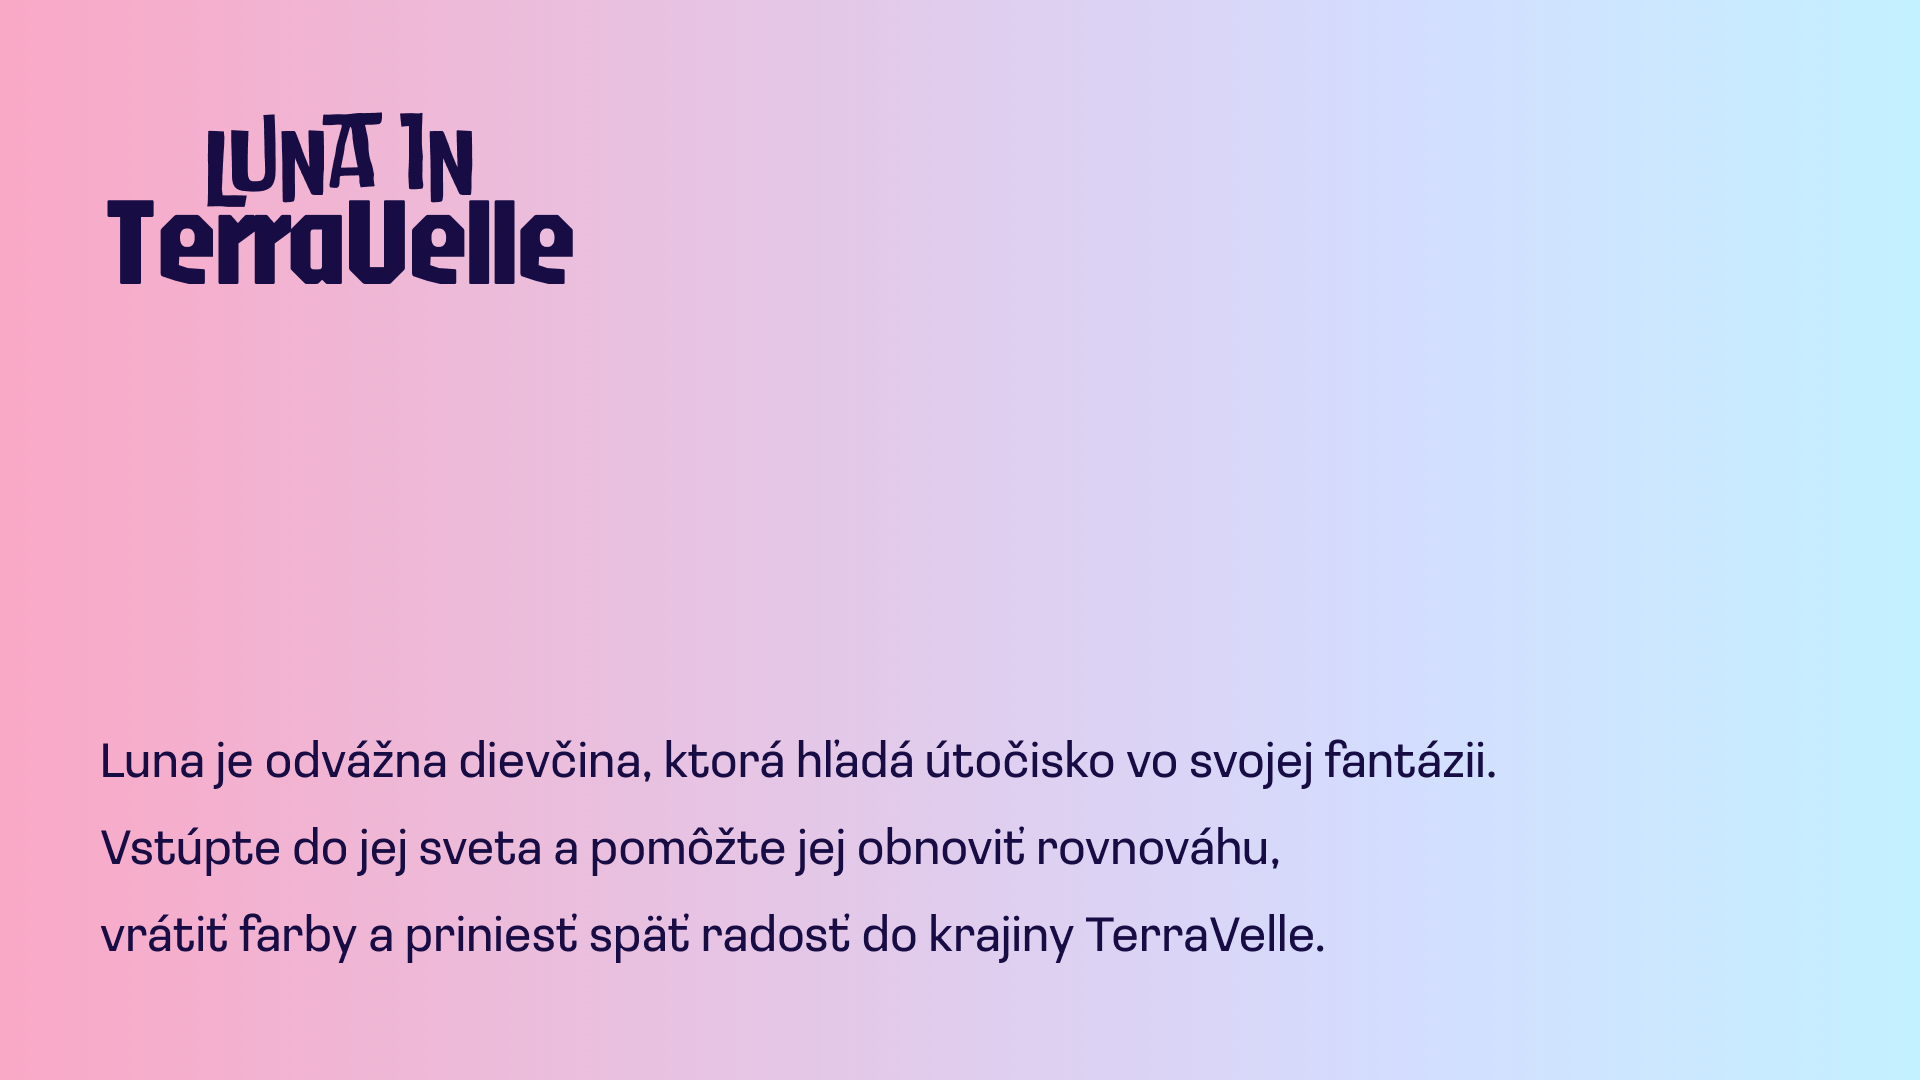 LUNA IN
TerraVelle
Luna je odvážna dievčina, ktorá hľadá útočisko vo svojej fantázii.
Vstúpte do jej sveta a pomôžte jej obnoviť rovnováhu,
vrátiť farby a priniesť späť radosť do krajiny TerraVelle.